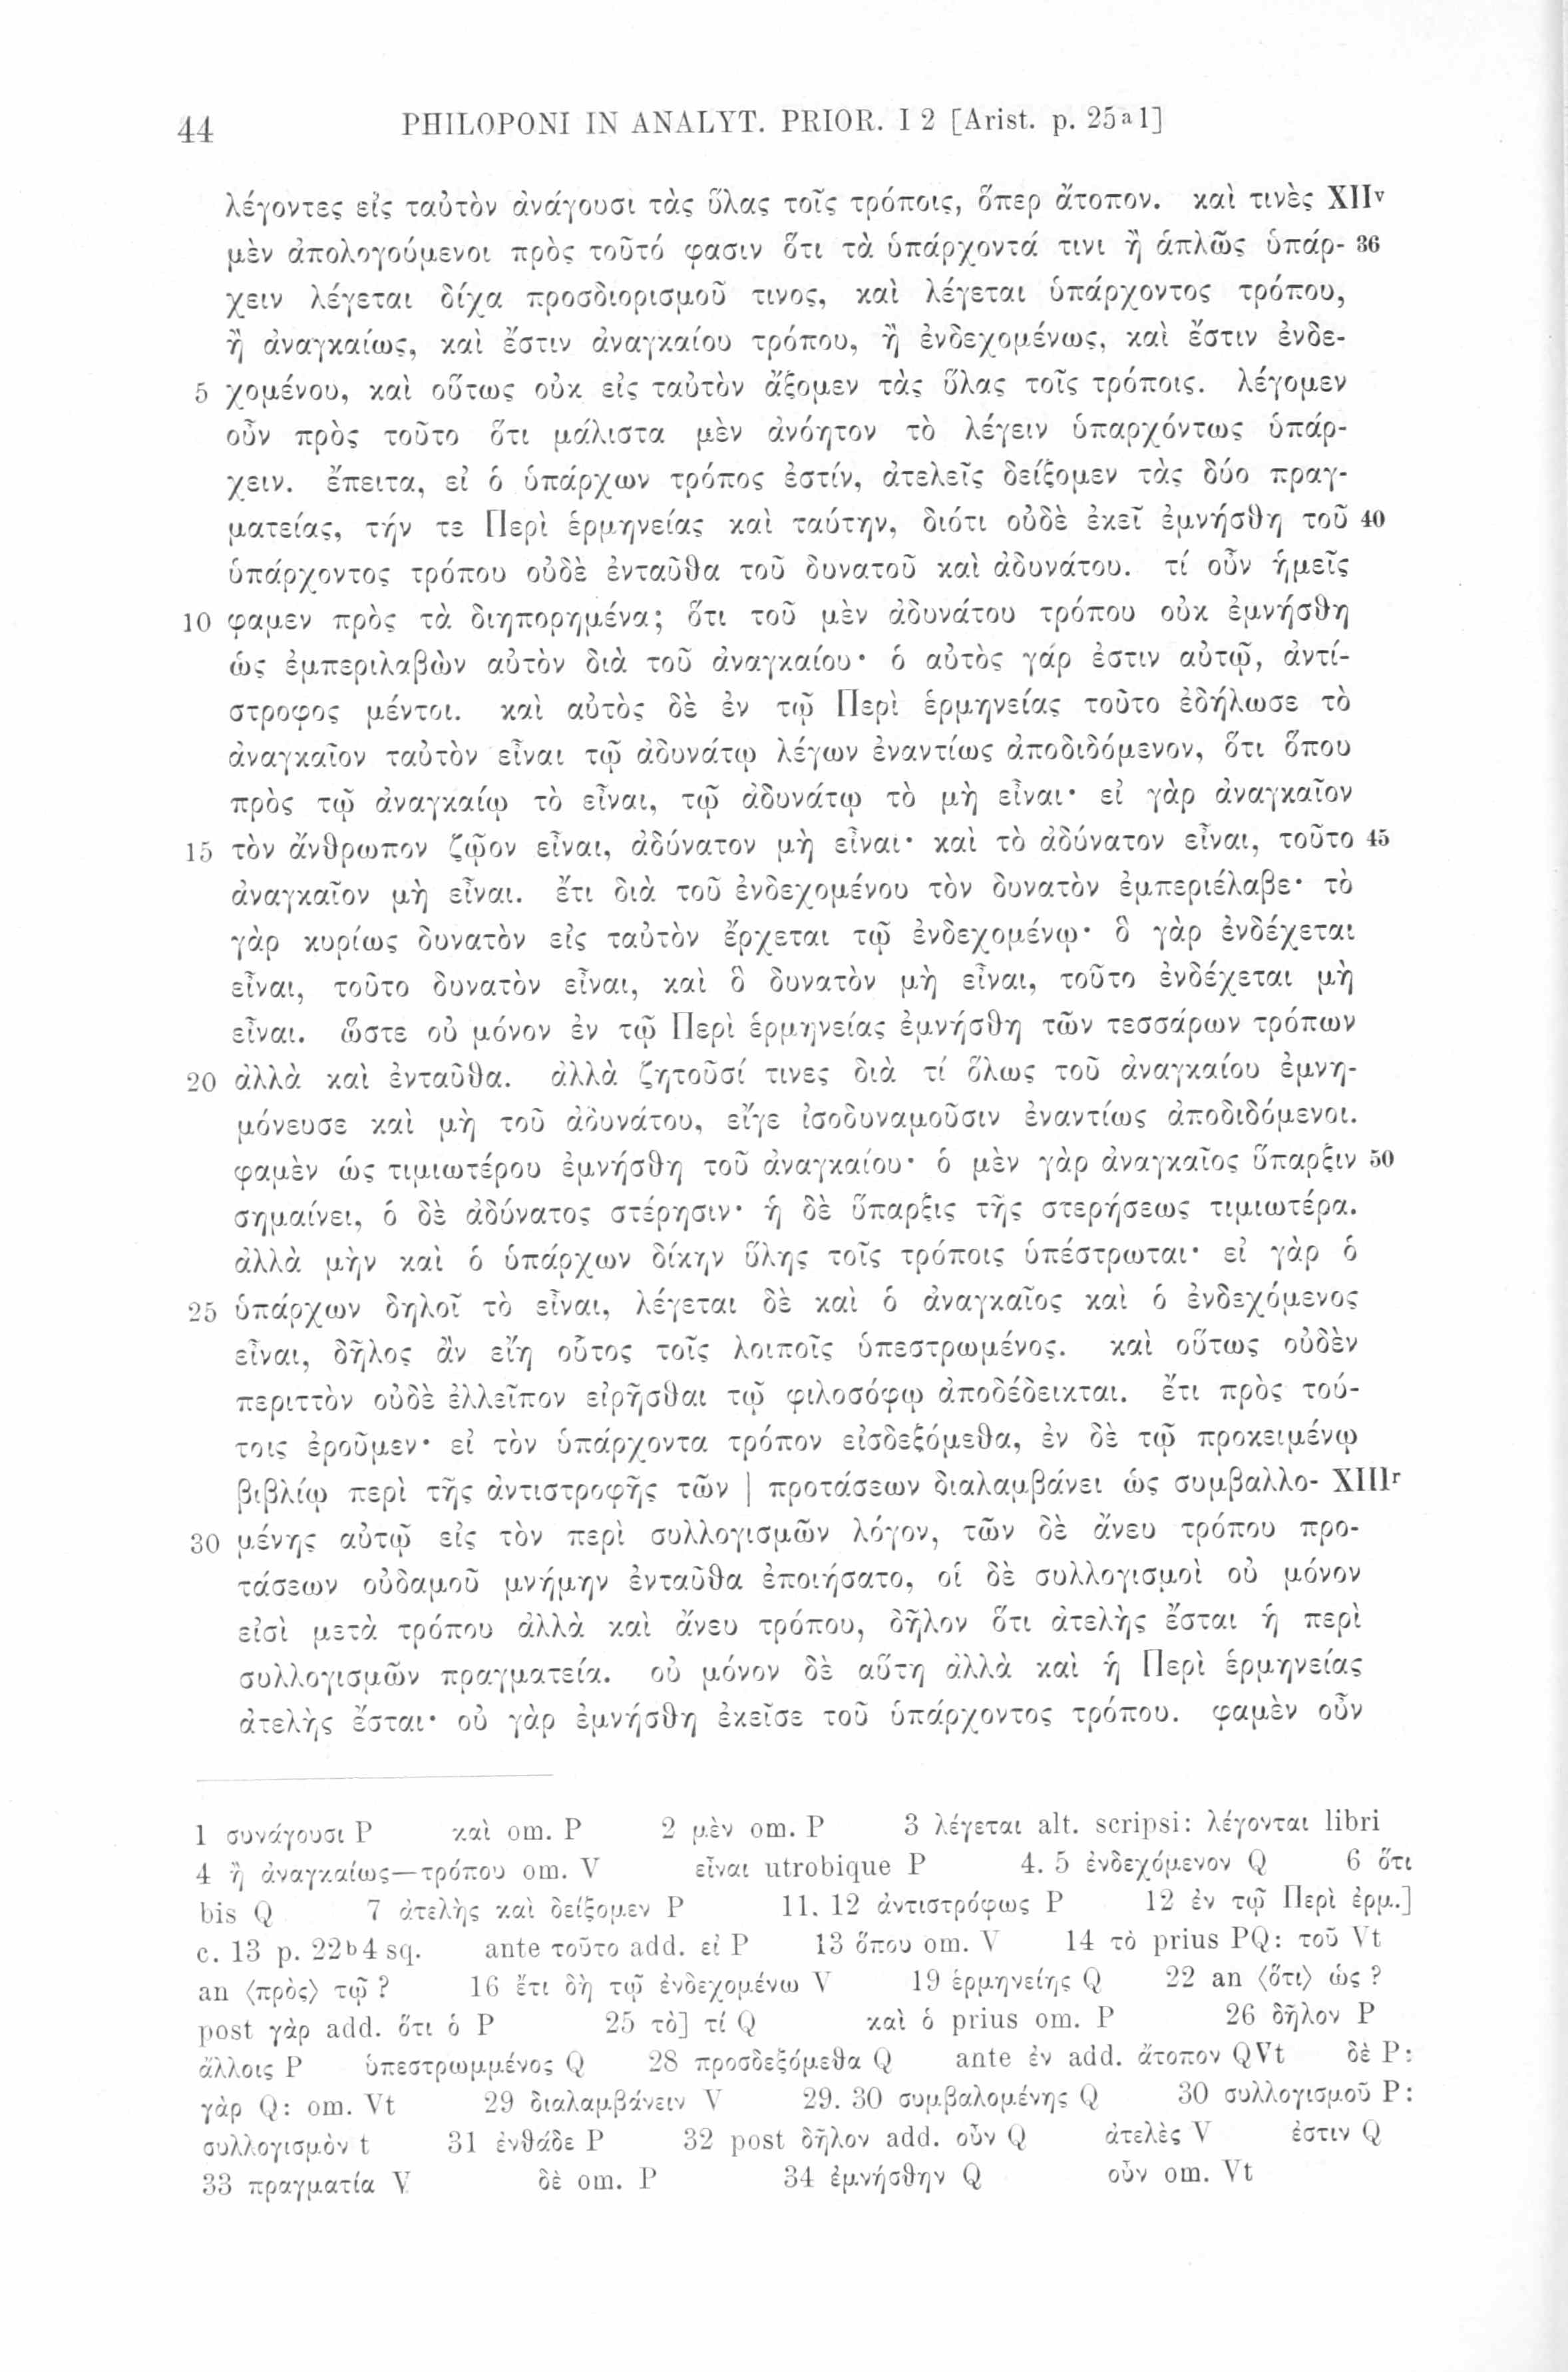 44 PHILOPONI IN ANALYT. PRIOR. I 2 [Arist. p. 25a1]
λέγοντες εἰς ταὐτὸν ἀνάγουσι τὰς ὕλας τοῖς τρόποις, ὅπερ ἄτοπον. καὶ τινὲς XIIv
μὲν ἀπολογούμενοι πρὸς τοῦτό φασιν ὅτι τὰ ὑπάρχοντά τινι ἢ ἁπλῶς ὑπάρ- 36
χειν λέγεται δίχα προσδιορισμοῦ τινος, καὶ λέγεται ὑπάρχοντος τρόπου,
ἢ ἀναγκαίως, καὶ ἔστιν ἀναγκαίου τρόπου, ἢ ἐνδεχομένως, καὶ ἔστιν ἐνδε-
5 χομένου, καὶ οὕτως οὐκ εἰς ταὐτὸν ἄξομεν τὰς ὕλας τοῖς τρόποις. λέγομεν
οὖν πρὸς τοῦτο ὅτι μάλιστα μὲν ἀνόητον τὸ λέγειν ὑπαρχόντως ὑπάρ-
χειν. ἔπειτα, εἰ ὁ ὑπάρχων τρόπος ἐστίν, ἀτελεῖς δείξομεν τὰς δύο πραγ-
ματείας, τήν τε Περὶ ἑρμηνείας καὶ ταύτην, διότι οὐδὲ ἐκεῖ ἐμνήσθη τοῦ 40
ὑπάρχοντος τρόπου οὐδὲ ἐνταῦθα τοῦ δυνατοῦ καὶ ἀδυνάτου. τί οὖν ἡμεῖς
10 φαμεν πρὸς τὰ διηπορημένα; ὅτι τοῦ μὲν ἀδυνάτου τρόπου οὐκ ἐμνήσθη
ὡς ἐμπεριλαβὼν αὐτὸν διὰ τοῦ ἀναγκαίου· ὁ αὐτὸς γάρ ἐστιν αὐτῷ, ἀντί-
στροφος μέντοι. καὶ αὐτὸς δὲ ἐν τῷ Περὶ ἑρμηνείας τοῦτο ἐδήλωσε τὸ
ἀναγκαῖον ταὐτὸν εἶναι τῷ ἀδυνάτῳ λέγων ἐναντίως ἀποδιδόμενον, ὅτι ὅπου
πρὸς τῷ ἀναγκαίῳ τὸ εἶναι, τῷ ἀδυνάτῳ τὸ μὴ εἶναι· εἰ γὰρ ἀναγκαῖον
15 τὸν ἄνθρωπον ζῷον εἶναι, ἀδύνατον μὴ εἶναι· καὶ τὸ ἀδύνατον εἶναι, τοῦτο 45
ἀναγκαῖον μὴ εἶναι. ἔτι διὰ τοῦ ἐνδεχομένου τὸν δυνατὸν ἐμπεριέλαβε· τὸ
γὰρ κυρίως δυνατὸν εἰς ταὐτὸν ἔρχεται τῷ ἐνδεχομένῳ· ὃ γὰρ ἐνδέχεται
εἶναι, τοῦτο δυνατὸν εἶναι, καὶ ὃ δυνατὸν μὴ εἶναι, τοῦτο ἐνδέχεται μὴ
εἶναι. ὥστε οὐ μόνον ἐν τῷ Περὶ ἑρμηνείας ἐμνήσθη τῶν τεσσάρων τρόπων
20 ἀλλὰ καὶ ἐνταῦθα. ἀλλὰ ζητοῦσί τινες διὰ τί ὅλως τοῦ ἀναγκαίου ἐμνη-
μόνευσε καὶ μὴ τοῦ ἀδυνάτου, εἴγε ἰσοδυναμοῦσιν ἐναντίως ἀποδιδόμενοι.
φαμὲν ὡς τιμιωτέρου ἐμνήσθη τοῦ ἀναγκαίου· ὁ μὲν γὰρ ἀναγκαῖος ὕπαρξιν 50
σημαίνει, ὁ δὲ ἀδύνατος στέρησιν· ἡ δὲ ὕπαρξις τῆς στερήσεως τιμιωτέρα.
ἀλλὰ μὴν καὶ ὁ ὑπάρχων δίκην ὕλης τοῖς τρόποις ὑπέστρωται· εἰ γὰρ ὁ
25 ὑπάρχων δηλοῖ τὸ εἶναι, λέγεται δὲ καὶ ὁ ἀναγκαῖος καὶ ὁ ἐνδεχόμενος
εἶναι, δῆλος ἂν εἴη οὗτος τοῖς λοιποῖς ὑπεστρωμένος. καὶ οὕτως οὐδὲν
περιττὸν οὐδὲ ἐλλεῖπον εἰρῆσθαι τῷ φιλοσόφῳ ἀποδέδεικται. ἔτι πρὸς τού-
τοις ἐροῦμεν· εἰ τὸν ὑπάρχοντα τρόπον εἰσδεξόμεθα, ἐν δὲ τῷ προκειμένῳ
βιβλίῳ περὶ τῆς ἀντιστροφῆς τῶν | προτάσεων διαλαμβάνει ὡς συμβαλλο- XIIIr
30 μένης αὐτῷ εἰς τὸν περὶ συλλογισμῶν λόγον, τῶν δὲ ἄνευ τρόπου προ-
τάσεων οὐδαμοῦ μνήμην ἐνταῦθα ἐποιήσατο, οἱ δὲ συλλογισμοὶ οὐ μόνον
εἰσὶ μετὰ τρόπου ἀλλὰ καὶ ἄνευ τρόπου, δῆλον ὅτι ἀτελὴς ἔσται ἡ περὶ
συλλογισμῶν πραγματεία. οὐ μόνον δὲ αὕτη ἀλλὰ καὶ ἡ Περὶ ἑρμηνείας
ἀτελὴς ἔσται· οὐ γὰρ ἐμνήσθη ἐκεῖσε τοῦ ὑπάρχοντος τρόπου. φαμὲν οὖν
1 συνάγουσι P καὶ om. P 2 μὲν om. P 3 λέγεται alt. scripsi: λέγονται libri
4 ἢ ἀναγκαίως—τρόπου om. V εἶναι utrobique P 4. 5 ἐνδεχόμενον Q 6 ὅτι
bis Q 7 ἀτελὴς καὶ δείξομεν P 11. 12 ἀντιστρόφως P 12 ἐν τῷ Περὶ ἑρμ.]
c. 13 p. 22b4 sq. ante τοῦτο add. εἰ P 13 ὅπου om. V 14 τὸ prius PQ: τοῦ Vt
an ⟨πρὸς⟩ τῷ? 16 ἔτι δὴ τῷ ἐνδεχομένω V 19 ἑρμηνείης Q 22 an ⟨ὅτι⟩ ὡς?
post γὰρ add. ὅτι ὁ P 25 τὸ] τί Q καὶ ὁ prius om. P 26 δῆλον P
ἄλλοις P ὑπεστρωμμένος Q 28 προσδεξόμεθα Q ante ἐν add. ἄτοπον QVt δὲ P:
γὰρ Q: om. Vt 29 διαλαμβάνειν V 29. 30 συμβαλομένης Q 30 συλλογισμοῦ P:
συλλογισμὸν t 31 ἐνθάδε P 32 post δῆλον add. οὖν Q ἀτελὲς V ἐστιν Q
33 πραγματία V δὲ om. P 34 ἐμνήσθην Q οὖν om. Vt